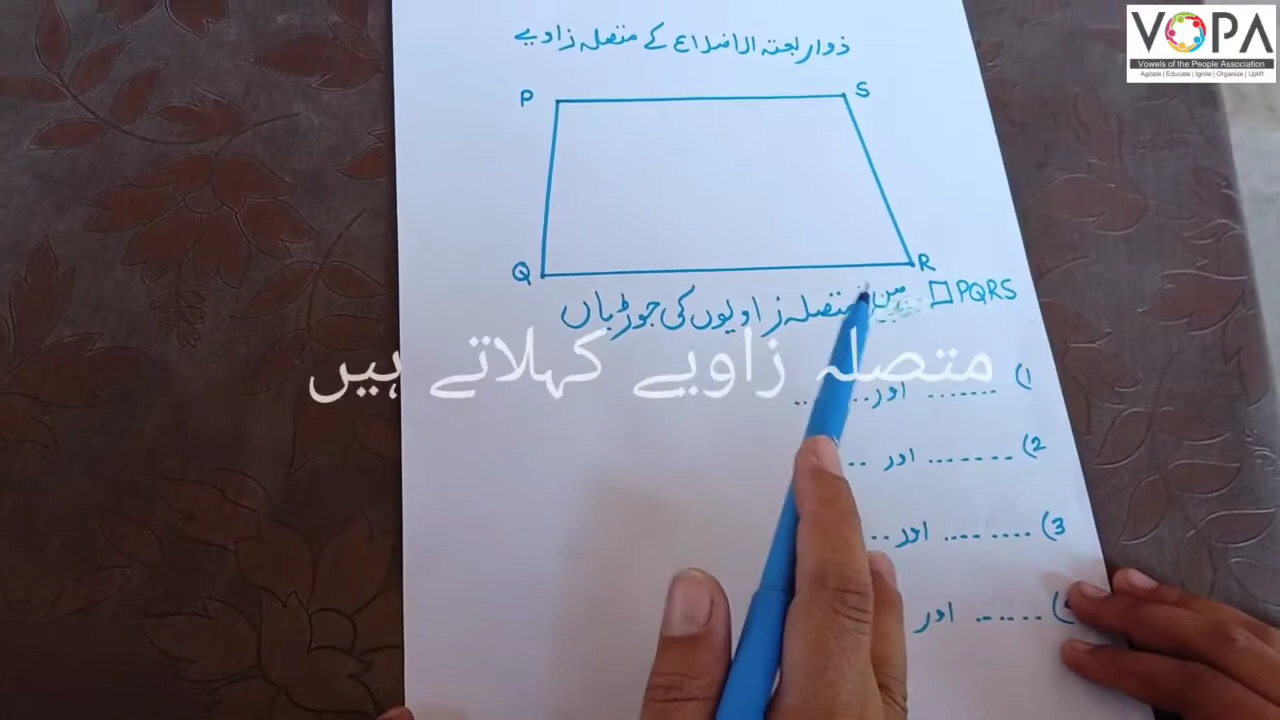 VOPA
Vowels of the People Association
Agitate | Educate | Ignite | Organize | Uplift
ذوار لبعتہ الاضلاع کے متصلہ زاویے
P
S
Q
R
□PQRS میں متصلہ زاویوں کی جوڑیاں
متصلہ زاویے کہلاتے ہیں
1) ....... اور .......
2) ....... اور ..
3) ........ اور ..
...... اور